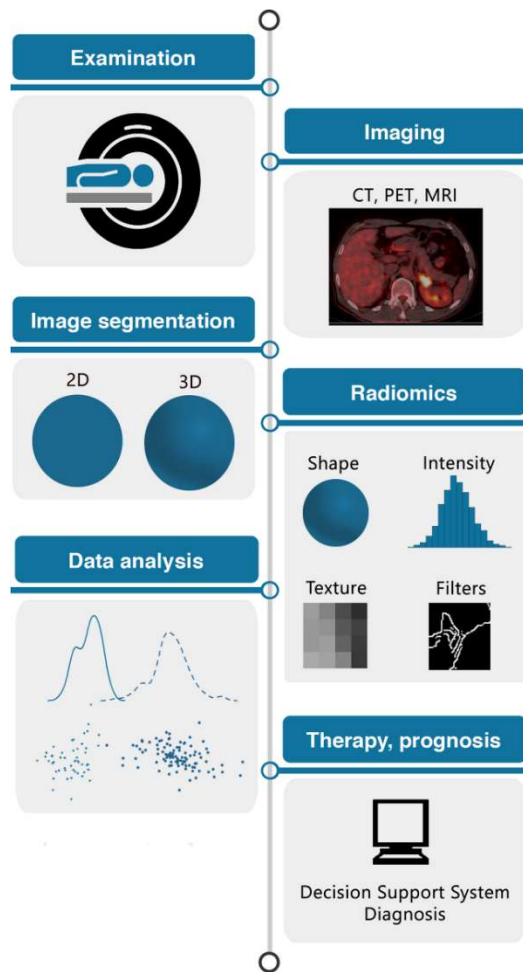 Examination
Imaging
CT, PET, MRI
Image segmentation
2D
3D
Radiomics
Shape
Intensity
Texture
Filters
Data analysis
Therapy, prognosis
Decision Support System
Diagnosis